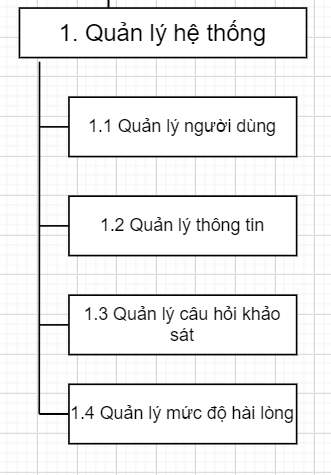 1. Quản lý hệ thống
1.1 Quản lý người dùng
1.2 Quản lý thông tin
1.3 Quản lý câu hỏi khảo
sát
1.4 Quản lý mức độ hài lòng